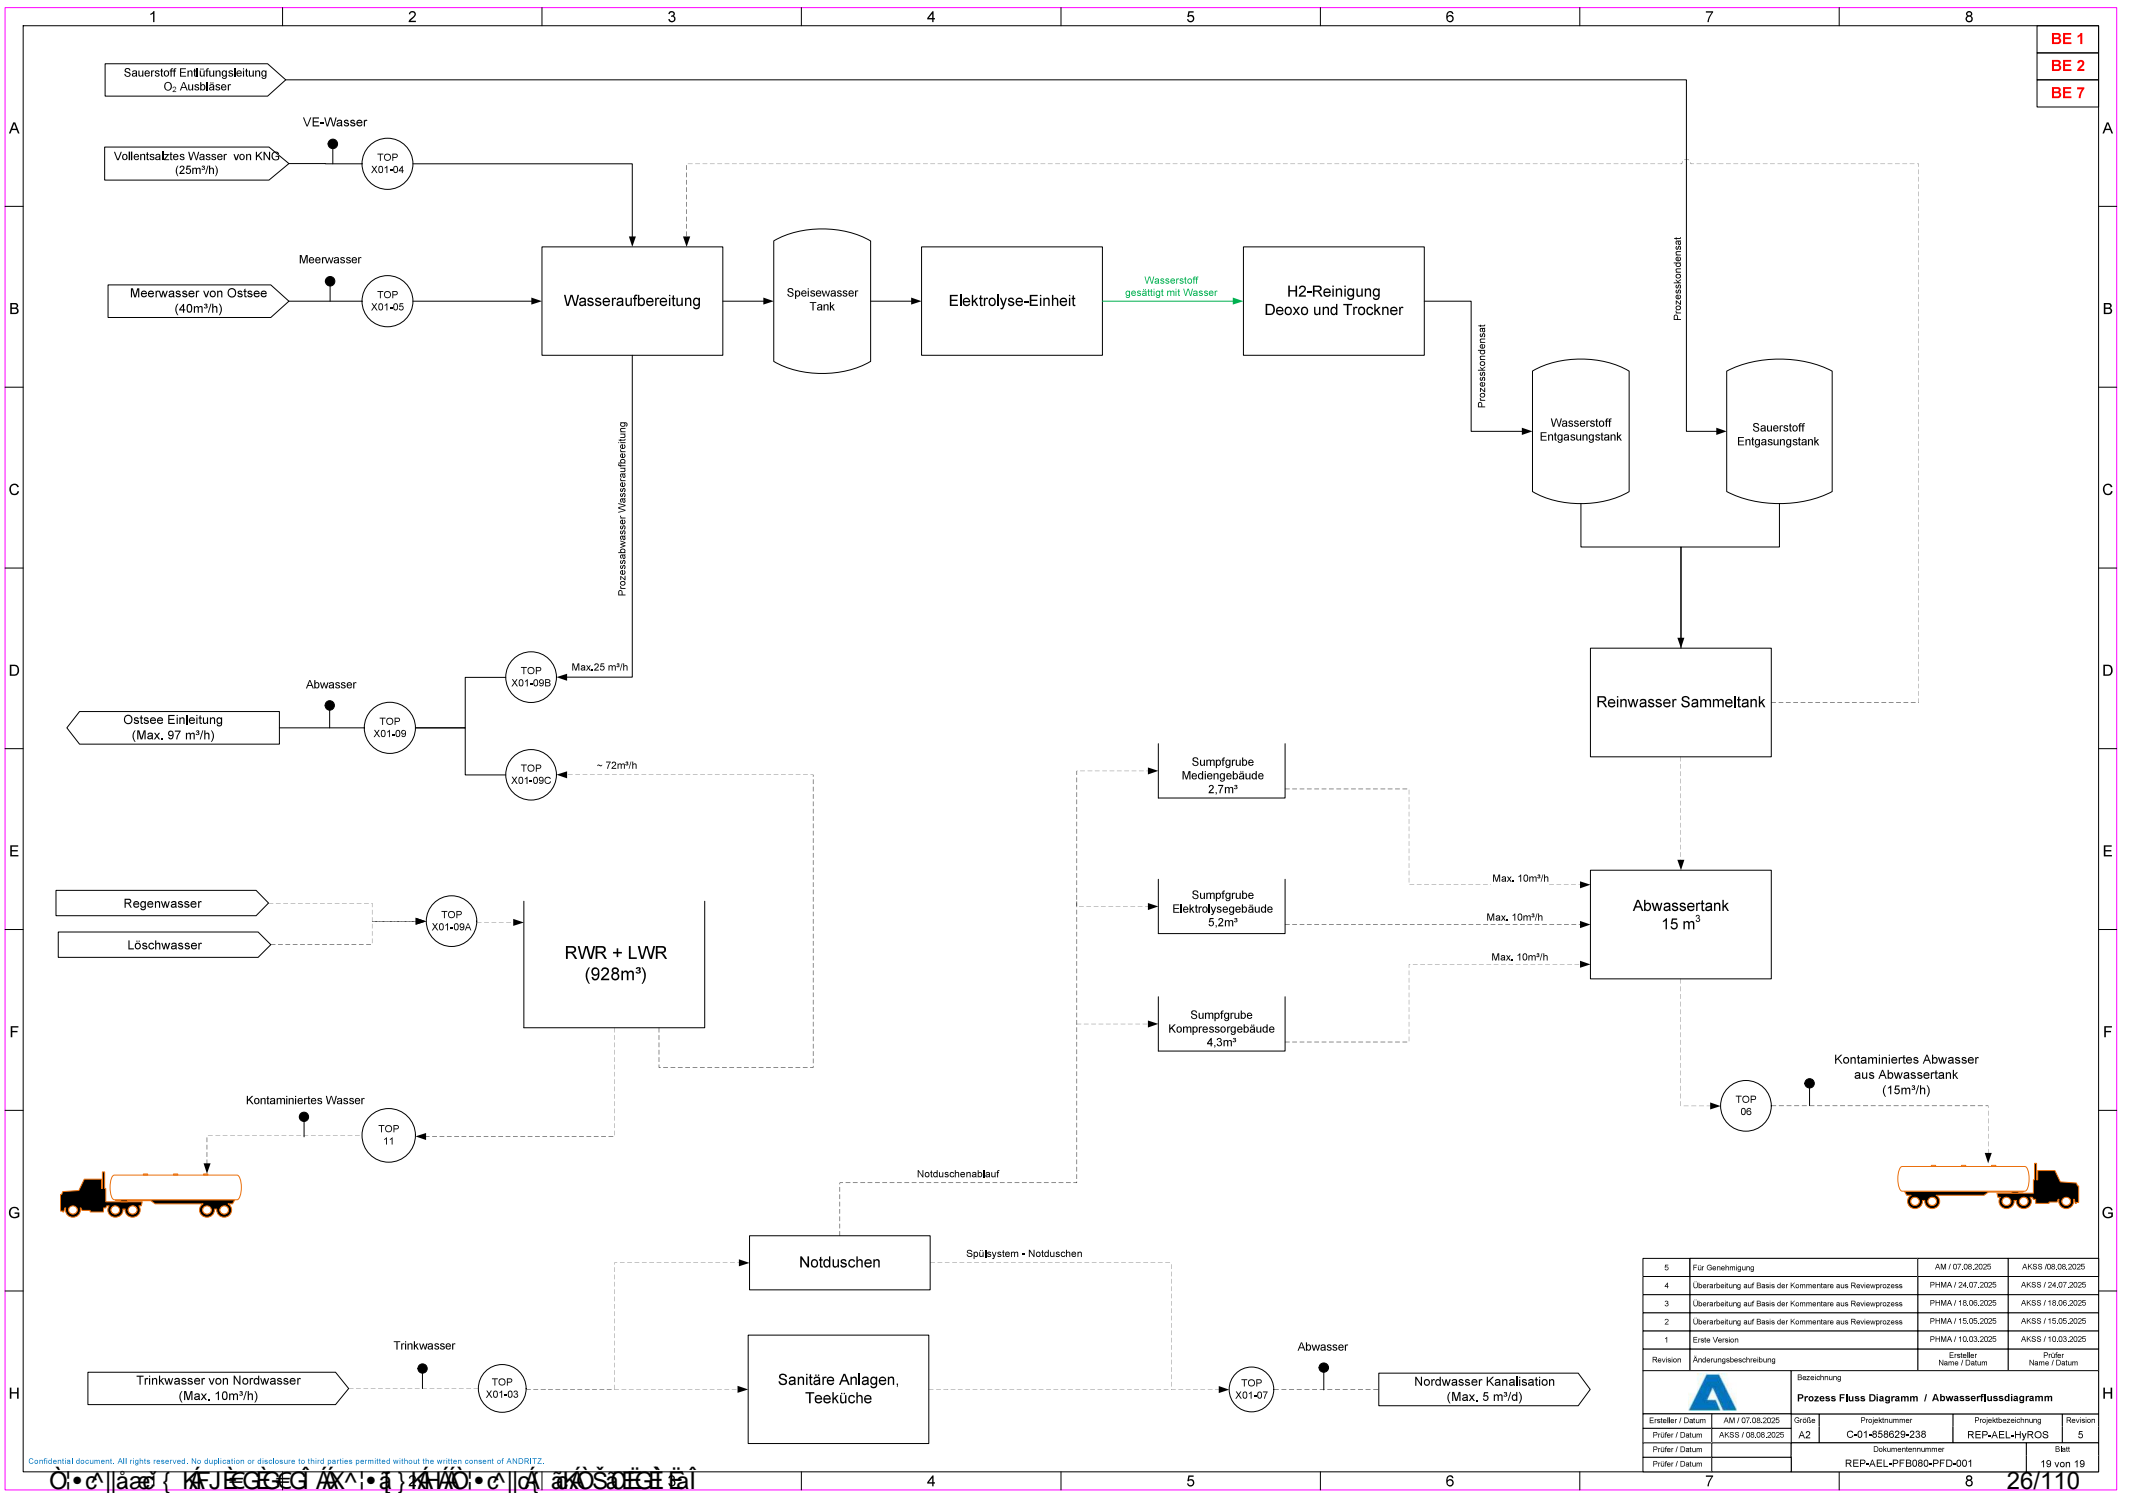 1 2 3 4 5 6 7 8
BE 1
BE 2
BE 7
Sauerstoff Entlüfungsleitung
O₂ Ausbläser
A
A
VE-Wasser
Vollentsalztes Wasser von KNG
(25m³/h)
TOP
X01-04
Meerwasser
Meerwasser von Ostsee
(40m³/h)
TOP
X01-05
B
B
Wasseraufbereitung
Speisewasser
Tank
Elektrolyse-Einheit
Wasserstoff
gesättigt mit Wasser
H2-Reinigung
Deoxo und Trockner
Prozesskondensat
Prozesskondensat
Wasserstoff
Entgasungstank
Sauerstoff
Entgasungstank
C
C
Prozessabwasser Wasseraufbereitung
D
D
TOP
X01-09B
Max.25 m³/h
Abwasser
Ostsee Einleitung
(Max. 97 m³/h)
TOP
X01-09
TOP
X01-09C
~ 72m³/h
Reinwasser Sammeltank
Sumpfgrube
Mediengebäude
2,7m³
E
E
Max. 10m³/h
Sumpfgrube
Elektrolysegebäude
5,2m³
Max. 10m³/h
Abwassertank
15 m³
Max. 10m³/h
Regenwasser
Löschwasser
TOP
X01-09A
RWR + LWR
(928m³)
Sumpfgrube
Kompressorgebäude
4,3m³
F
F
Kontaminiertes Abwasser
aus Abwassertank
(15m³/h)
TOP
06
Kontaminiertes Wasser
TOP
11
Notduschenablauf
G
G
Notduschen
Spülsystem - Notduschen
Trinkwasser
Trinkwasser von Nordwasser
(Max. 10m³/h)
TOP
X01-03
Sanitäre Anlagen,
Teeküche
TOP
X01-07
Abwasser
Nordwasser Kanalisation
(Max. 5 m³/d)
H
H
5 Für Genehmigung AM / 07.08.2025 AKSS /08.08.2025
4 Überarbeitung auf Basis der Kommentare aus Reviewprozess PHMA / 24.07.2025 AKSS / 24.07.2025
3 Überarbeitung auf Basis der Kommentare aus Reviewprozess PHMA / 18.06.2025 AKSS / 18.06.2025
2 Überarbeitung auf Basis der Kommentare aus Reviewprozess PHMA / 15.05.2025 AKSS / 15.05.2025
1 Erste Version PHMA / 10.03.2025 AKSS / 10.03.2025
Revision Änderungsbeschreibung Ersteller Name / Datum Prüfer Name / Datum
Bezeichnung
Prozess Fluss Diagramm / Abwasserflussdiagramm
Ersteller / Datum AM / 07.08.2025 Größe Projektnummer Projektbezeichnung Revision
Prüfer / Datum AKSS / 08.08.2025 A2 C-01-858629-238 REP-AEL-HyROS 5
Prüfer / Datum Dokumentennummer Blatt
Prüfer / Datum REP-AEL-PFB080-PFD-001 19 von 19
Confidential document. All rights reserved. No duplication or disclosure to third parties permitted without the written consent of ANDRITZ.
1 2 3 4 5 6 7 8
26/110